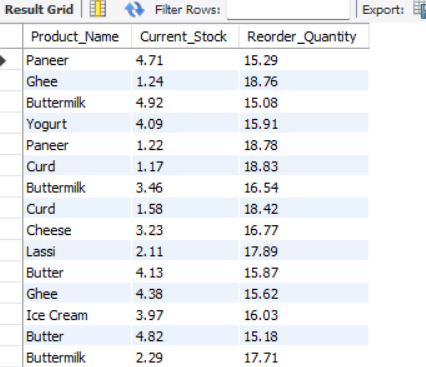 Result Grid Filter Rows: Export:
Product_Name Current_Stock Reorder_Quantity
Paneer 4.71 15.29
Ghee 1.24 18.76
Buttermilk 4.92 15.08
Yogurt 4.09 15.91
Paneer 1.22 18.78
Curd 1.17 18.83
Buttermilk 3.46 16.54
Curd 1.58 18.42
Cheese 3.23 16.77
Lassi 2.11 17.89
Butter 4.13 15.87
Ghee 4.38 15.62
Ice Cream 3.97 16.03
Butter 4.82 15.18
Buttermilk 2.29 17.71